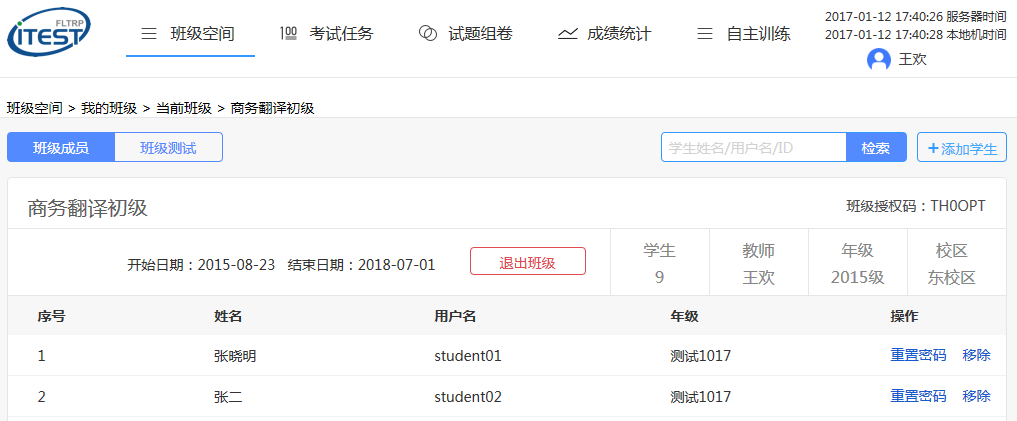 FLTRP
iTEST
班级空间 考试任务 试题组卷 成绩统计 自主训练
2017-01-12 17:40:26 服务器时间
2017-01-12 17:40:28 本地机时间
王欢
班级空间 > 我的班级 > 当前班级 > 商务翻译初级
班级成员 班级测试 学生姓名/用户名/ID 检索 +添加学生
商务翻译初级 班级授权码：TH0OPT
开始日期：2015-08-23 结束日期：2018-07-01 退出班级
学生 教师 年级 校区
9 王欢 2015级 东校区
序号 姓名 用户名 年级 操作
1 张晓明 student01 测试1017 重置密码 移除
2 张二 student02 测试1017 重置密码 移除